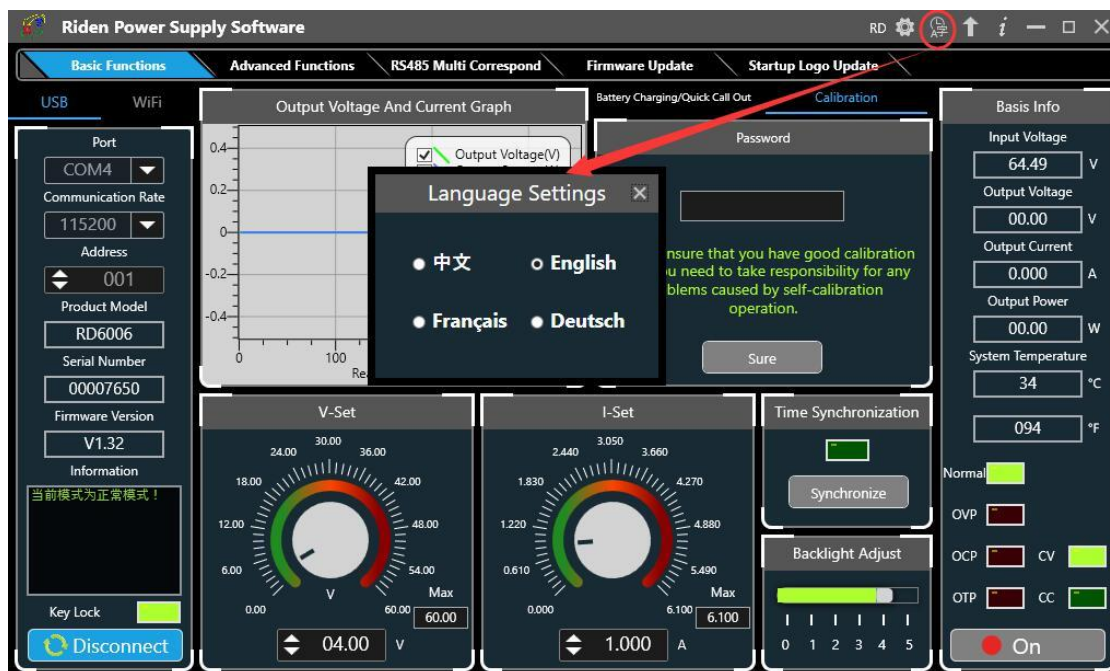 Riden Power Supply Software
RD
Basic Functions
Advanced Functions
RS485 Multi Correspond
Firmware Update
Startup Logo Update
USB
WiFi
Port
COM4
Communication Rate
115200
Address
001
Product Model
RD6006
Serial Number
00007650
Firmware Version
V1.32
Information
当前模式为正常模式！
Key Lock
Disconnect
Output Voltage And Current Graph
Output Voltage(V)
0.4
0.2
0
-0.2
-0.4
0
100
Language Settings
中文
English
Français
Deutsch
Battery Charging/Quick Call Out
Calibration
Password
that you have good calibration
need to take responsibility for any
caused by self-calibration
operation.
Sure
V-Set
0.00
6.00
12.00
18.00
24.00
30.00
36.00
42.00
48.00
54.00
60.00
V
Max
60.00
04.00 V
I-Set
0.000
0.610
1.220
1.830
2.440
3.050
3.660
4.270
4.880
5.490
6.100
A
Max
6.100
1.000 A
Time Synchronization
Synchronize
Backlight Adjust
0 1 2 3 4 5
Basis Info
Input Voltage
64.49 V
Output Voltage
00.00 V
Output Current
0.000 A
Output Power
00.00 W
System Temperature
34 °C
094 °F
Normal
OVP
OCP
CV
OTP
CC
On